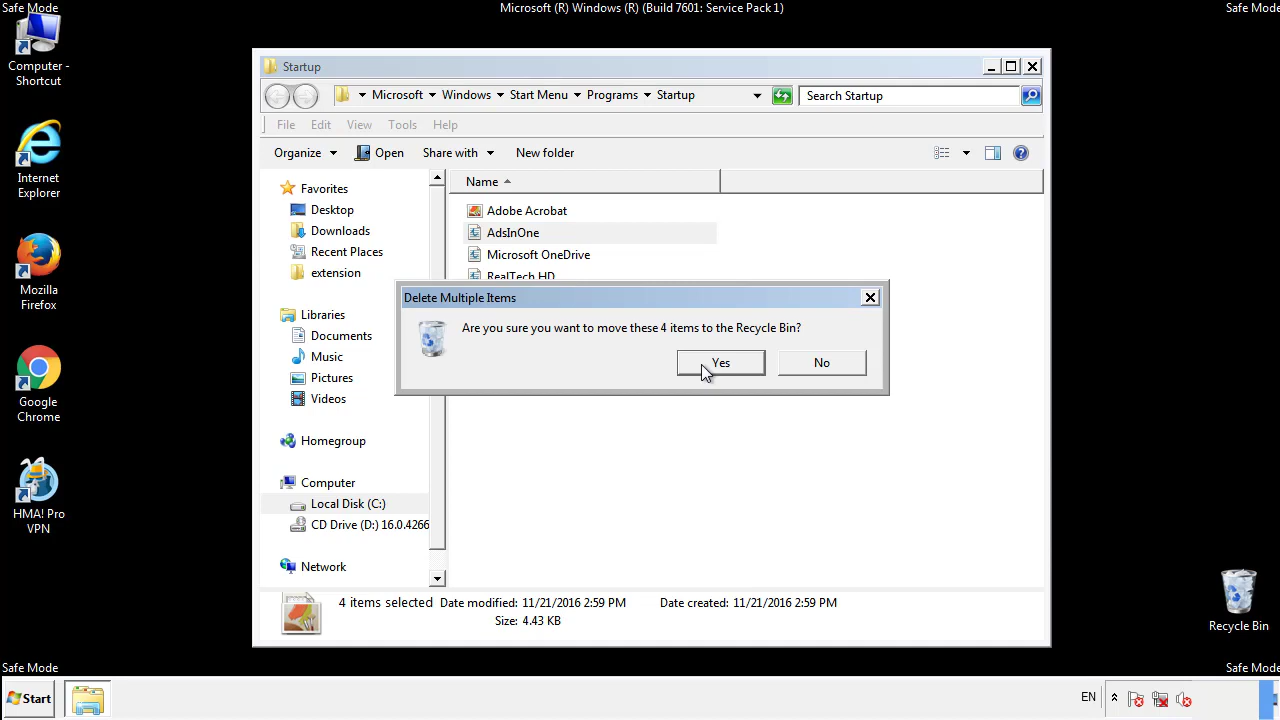 Safe Mode
Microsoft (R) Windows (R) (Build 7601: Service Pack 1)
Safe Mode
Computer -
Shortcut
Internet
Explorer
Mozilla
Firefox
Google
Chrome
HMA! Pro
VPN
Startup
Microsoft Windows Start Menu Programs Startup
Search Startup
File Edit View Tools Help
Organize Open Share with New folder
Favorites
Desktop
Downloads
Recent Places
extension
Libraries
Documents
Music
Pictures
Videos
Homegroup
Computer
Local Disk (C:)
CD Drive (D:) 16.0.4266
Network
Name
Adobe Acrobat
AdsInOne
Microsoft OneDrive
RealTech HD
Delete Multiple Items
Are you sure you want to move these 4 items to the Recycle Bin?
Yes
No
4 items selected Date modified: 11/21/2016 2:59 PM Date created: 11/21/2016 2:59 PM
Size: 4.43 KB
Recycle Bin
Safe Mode
Safe Mode
Start
EN